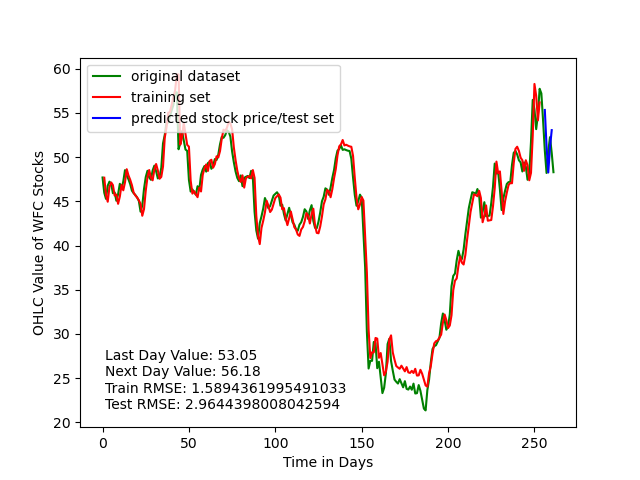 original dataset
training set
predicted stock price/test set
OHLC Value of WFC Stocks
60
55
50
45
40
35
30
25
20
Last Day Value: 53.05
Next Day Value: 56.18
Train RMSE: 1.5894361995491033
Test RMSE: 2.9644398008042594
0 50 100 150 200 250
Time in Days